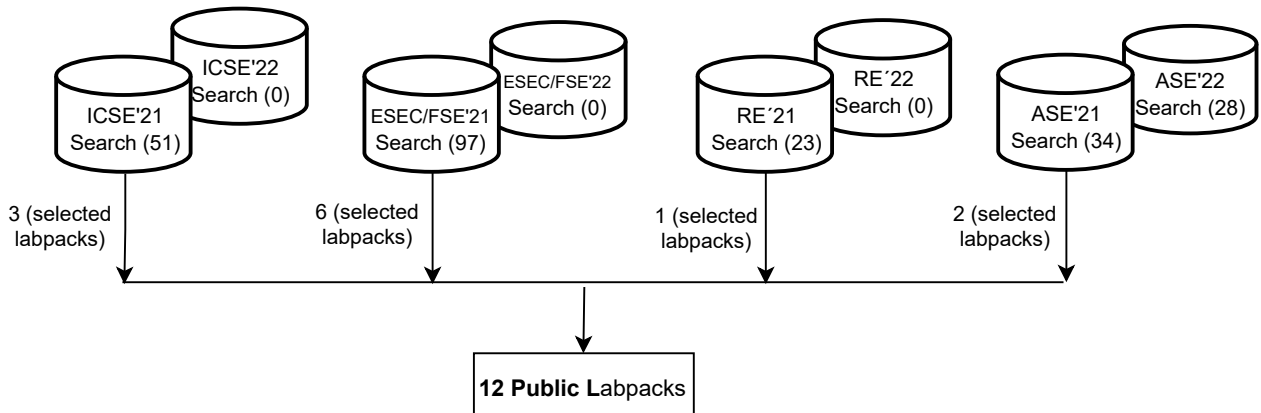 ICSE'22
Search (0)
ICSE'21
Search (51)
ESEC/FSE'22
Search (0)
ESEC/FSE'21
Search (97)
RE´22
Search (0)
RE´21
Search (23)
ASE'22
Search (28)
ASE'21
Search (34)
3 (selected
labpacks)
6 (selected
labpacks)
1 (selected
labpacks)
2 (selected
labpacks)
12 Public Labpacks